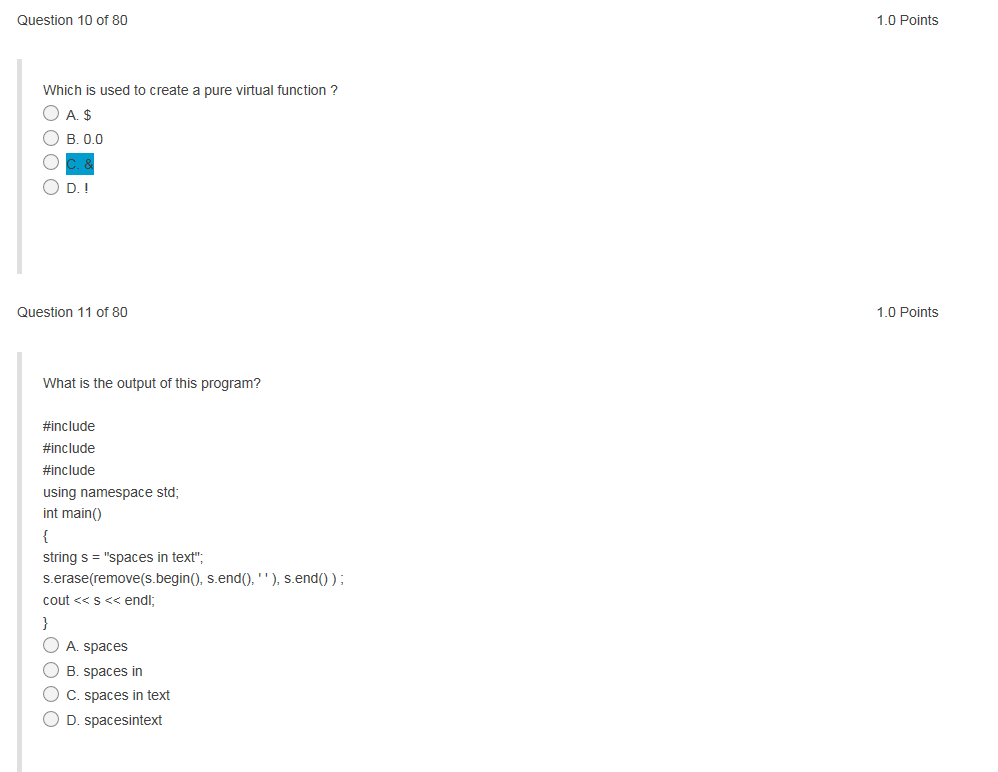 Question 10 of 80
1.0 Points
Which is used to create a pure virtual function ?
A. $
B. 0.0
C. &
D. !
Question 11 of 80
1.0 Points
What is the output of this program?
#include
#include
#include
using namespace std;
int main()
{
string s = "spaces in text";
s.erase(remove(s.begin(), s.end(), ' ' ), s.end() ) ;
cout << s << endl;
}
A. spaces
B. spaces in
C. spaces in text
D. spacesintext